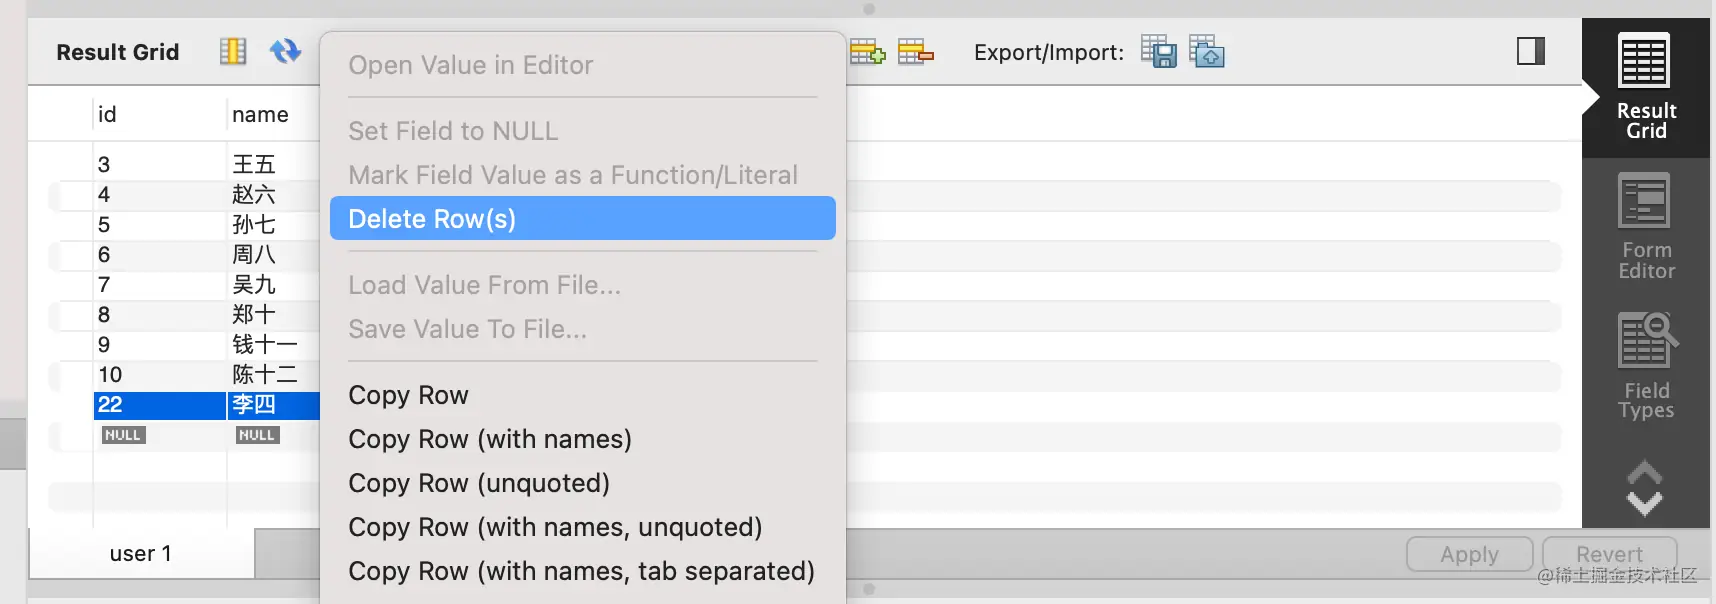 Result Grid
Export/Import:
Open Value in Editor
Set Field to NULL
Mark Field Value as a Function/Literal
Delete Row(s)
Load Value From File...
Save Value To File...
Copy Row
Copy Row (with names)
Copy Row (unquoted)
Copy Row (with names, unquoted)
Copy Row (with names, tab separated)
id name
3 王五
4 赵六
5 孙七
6 周八
7 吴九
8 郑十
9 钱十一
10 陈十二
22 李四
NULL NULL
Result
Grid
Form
Editor
Field
Types
user 1
Apply Revert
@稀土掘金技术社区